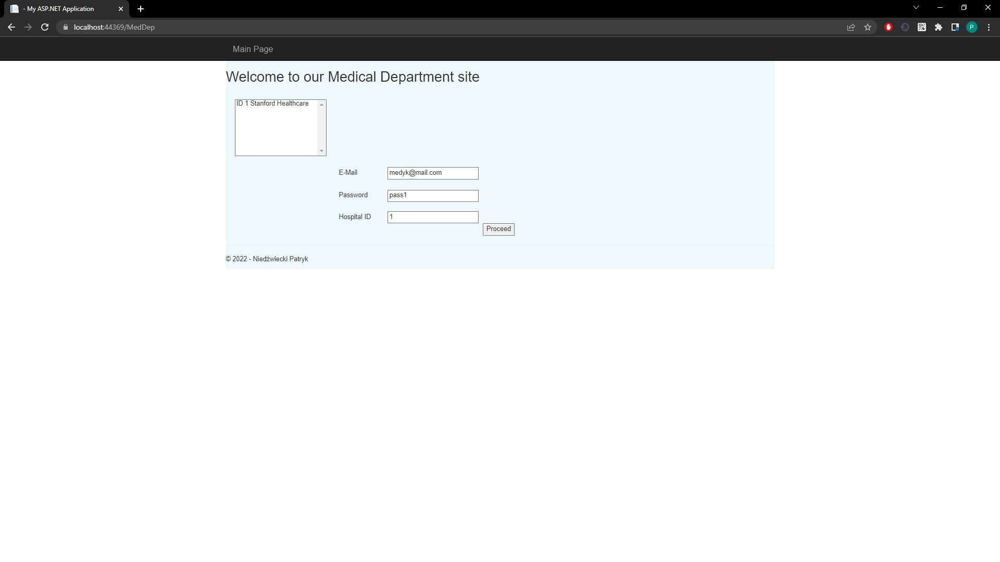 - My ASP.NET Application
localhost:44369/MedDep
P
Main Page
Welcome to our Medical Department site
ID 1 Stanford Healthcare
E-Mail
medyk@mail.com
Password
pass1
Hospital ID
1
Proceed
© 2022 - Niedźwiecki Patryk